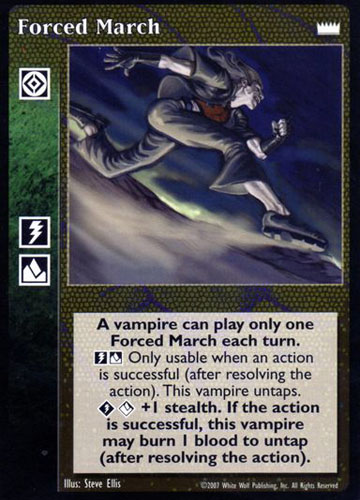 Forced March
A vampire can play only one
Forced March each turn.
Only usable when an action
is successful (after resolving the
action). This vampire untaps.
+1 stealth. If the action
is successful, this vampire
may burn 1 blood to untap
(after resolving the action).
Illus: Steve Ellis ©2007 White Wolf Publishing, Inc. All Rights Reserved